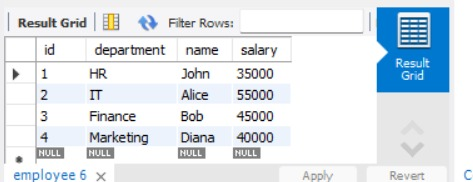 Result Grid Filter Rows:
id department name salary
1 HR John 35000
2 IT Alice 55000
3 Finance Bob 45000
4 Marketing Diana 40000
NULL NULL NULL NULL
Result
Grid
employee 6 × Apply Revert C